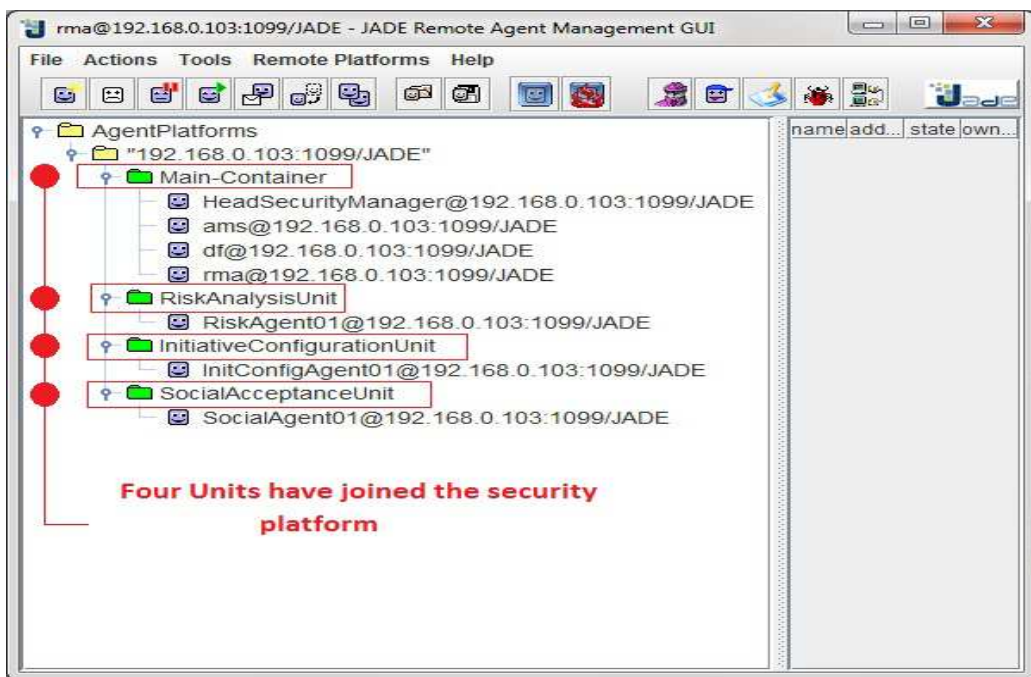 rma@192.168.0.103:1099/JADE - JADE Remote Agent Management GUI
File Actions Tools Remote Platforms Help
Jade
AgentPlatforms
"192.168.0.103:1099/JADE"
Main-Container
HeadSecurityManager@192.168.0.103:1099/JADE
ams@192.168.0.103:1099/JADE
df@192.168.0.103:1099/JADE
rma@192.168.0.103:1099/JADE
RiskAnalysisUnit
RiskAgent01@192.168.0.103:1099/JADE
InitiativeConfigurationUnit
InitConfigAgent01@192.168.0.103:1099/JADE
SocialAcceptanceUnit
SocialAgent01@192.168.0.103:1099/JADE
Four Units have joined the security
platform
name add... state own...